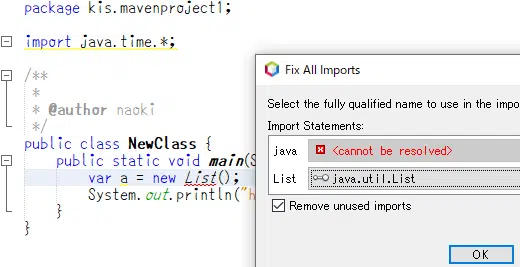 package kis.mavenproject1;
import java.time.*;
/**
*
* @author naoki
*/
public class NewClass {
public static void main(S
var a = new List();
System.out.println("h
}
}
Fix All Imports
Select the fully qualified name to use in the impo
Import Statements:
java <cannot be resolved>
List java.util.List
Remove unused imports
OK